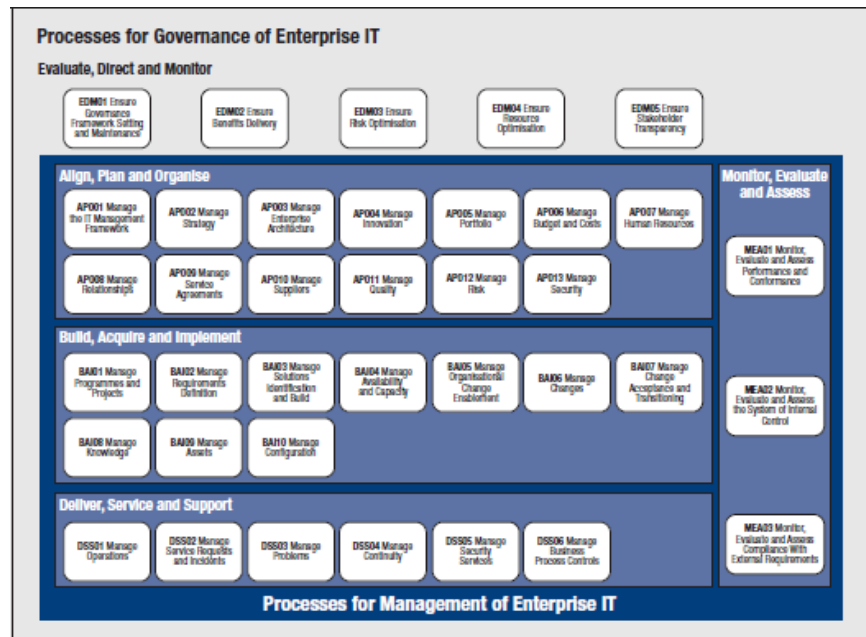 Processes for Governance of Enterprise IT
Evaluate, Direct and Monitor
EDM01 Ensure
Governance
Framework Setting
and Maintenance
EDM02 Ensure
Benefits Delivery
EDM03 Ensure
Risk Optimisation
EDM04 Ensure
Resource
Optimisation
EDM05 Ensure
Stakeholder
Transparency
Align, Plan and Organise
APO01 Manage
the IT Management
Framework
APO02 Manage
Strategy
APO03 Manage
Enterprise
Architecture
APO04 Manage
Innovation
APO05 Manage
Portfolio
APO06 Manage
Budget and Costs
APO07 Manage
Human Resources
APO08 Manage
Relationships
APO09 Manage
Service
Agreements
APO10 Manage
Suppliers
APO11 Manage
Quality
APO12 Manage
Risk
APO13 Manage
Security
Build, Acquire and Implement
BAI01 Manage
Programmes and
Projects
BAI02 Manage
Requirements
Definition
BAI03 Manage
Solutions
Identification
and Build
BAI04 Manage
Availability
and Capacity
BAI05 Manage
Organisational
Change
Enablement
BAI06 Manage
Changes
BAI07 Manage
Change
Acceptance and
Transitioning
BAI08 Manage
Knowledge
BAI09 Manage
Assets
BAI10 Manage
Configuration
Deliver, Service and Support
DSS01 Manage
Operations
DSS02 Manage
Service Requests
and Incidents
DSS03 Manage
Problems
DSS04 Manage
Continuity
DSS05 Manage
Security
Services
DSS06 Manage
Business
Process Controls
Monitor, Evaluate
and Assess
MEA01 Monitor,
Evaluate and Assess
Performance and
Conformance
MEA02 Monitor,
Evaluate and Assess
the System of Internal
Control
MEA03 Monitor,
Evaluate and Assess
Compliance With
External Requirements
Processes for Management of Enterprise IT